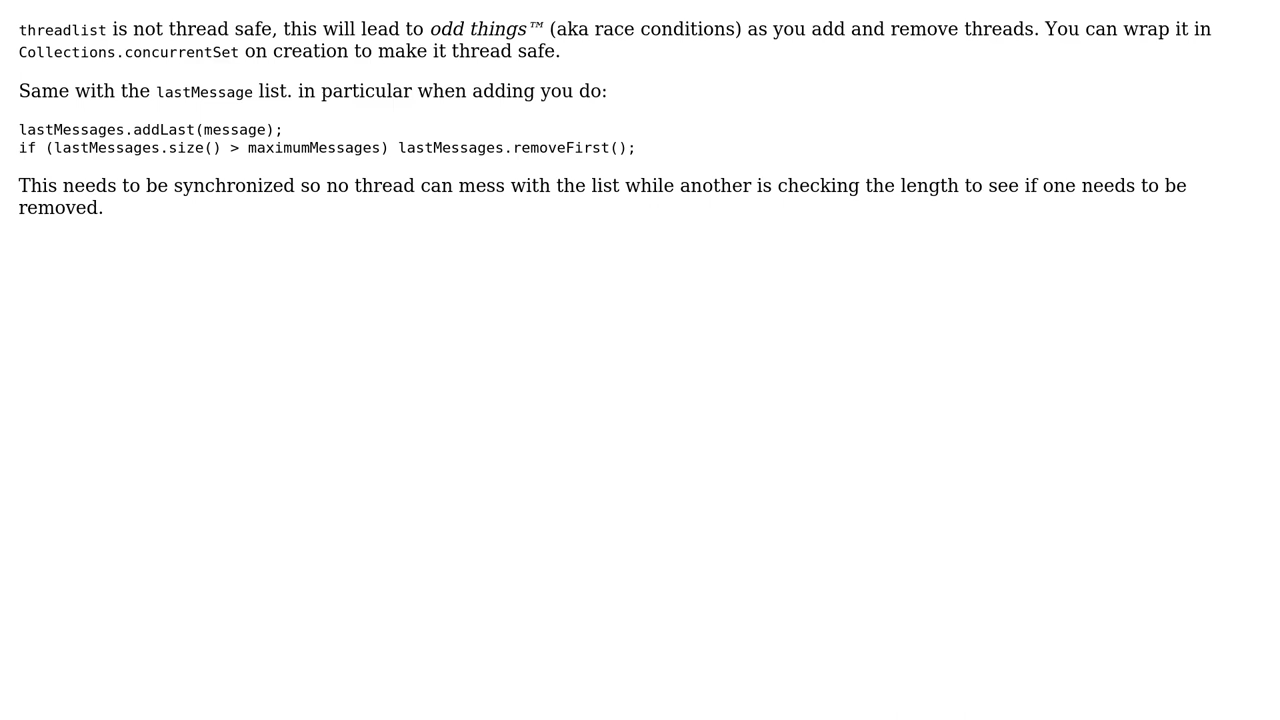 threadlist is not thread safe, this will lead to odd things™ (aka race conditions) as you add and remove threads. You can wrap it in
Collections.concurrentSet on creation to make it thread safe.
Same with the lastMessage list. in particular when adding you do:
lastMessages.addLast(message);
if (lastMessages.size() > maximumMessages) lastMessages.removeFirst();
This needs to be synchronized so no thread can mess with the list while another is checking the length to see if one needs to be
removed.